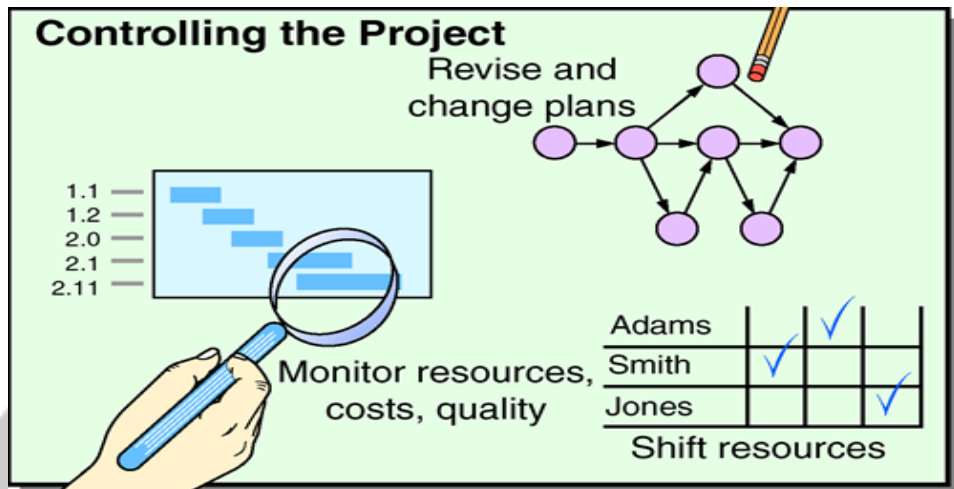 Controlling the Project
Revise and
change plans
1.1
1.2
2.0
2.1
2.11
Monitor resources,
costs, quality
Adams
Smith
Jones
Shift resources